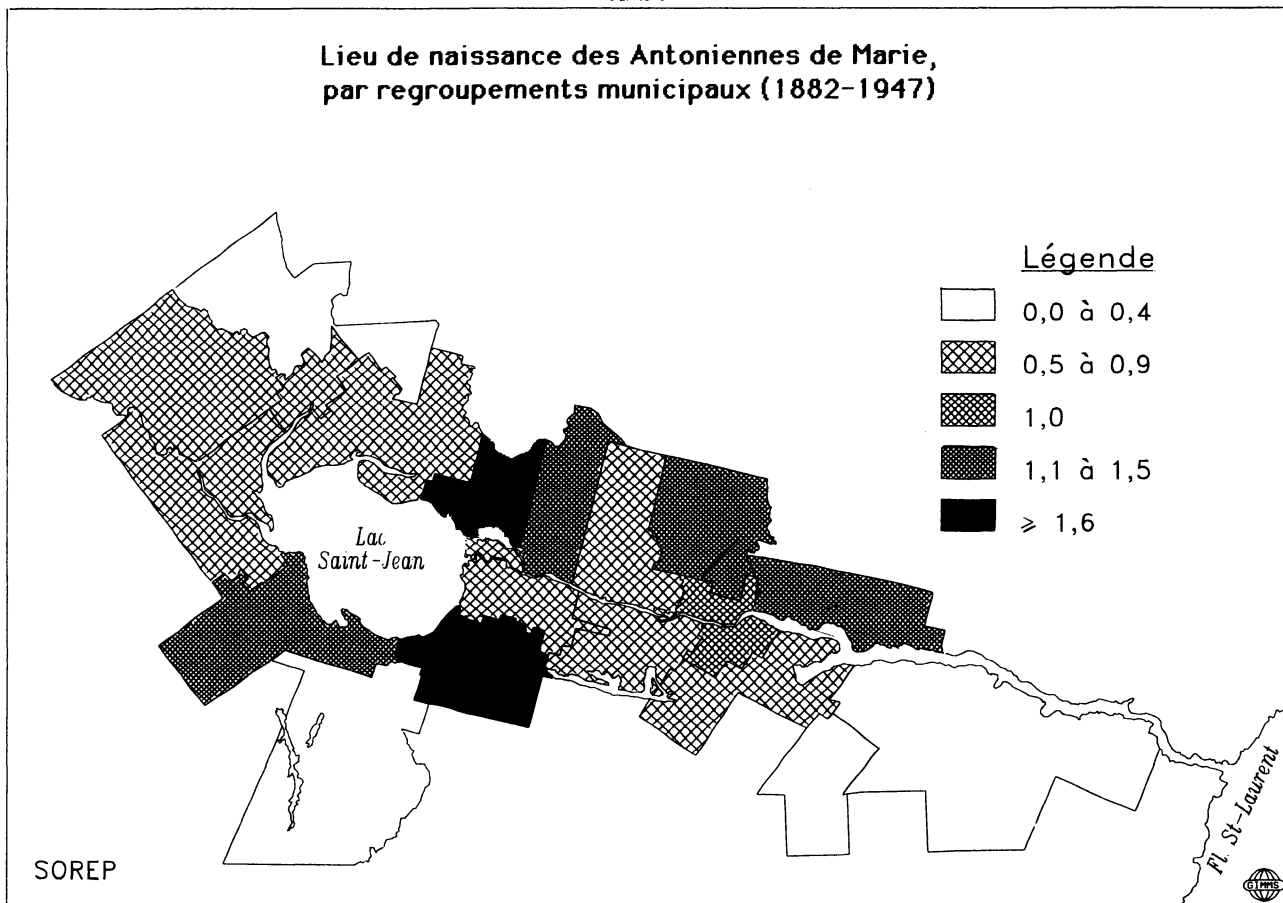 Lieu de naissance des Antoniennes de Marie,
par regroupements municipaux (1882-1947)
Légende
0,0 à 0,4
0,5 à 0,9
1,0
1,1 à 1,5
⩾ 1,6
Lac
Saint-Jean
Fl. St-Laurent
SOREP
GIMMS